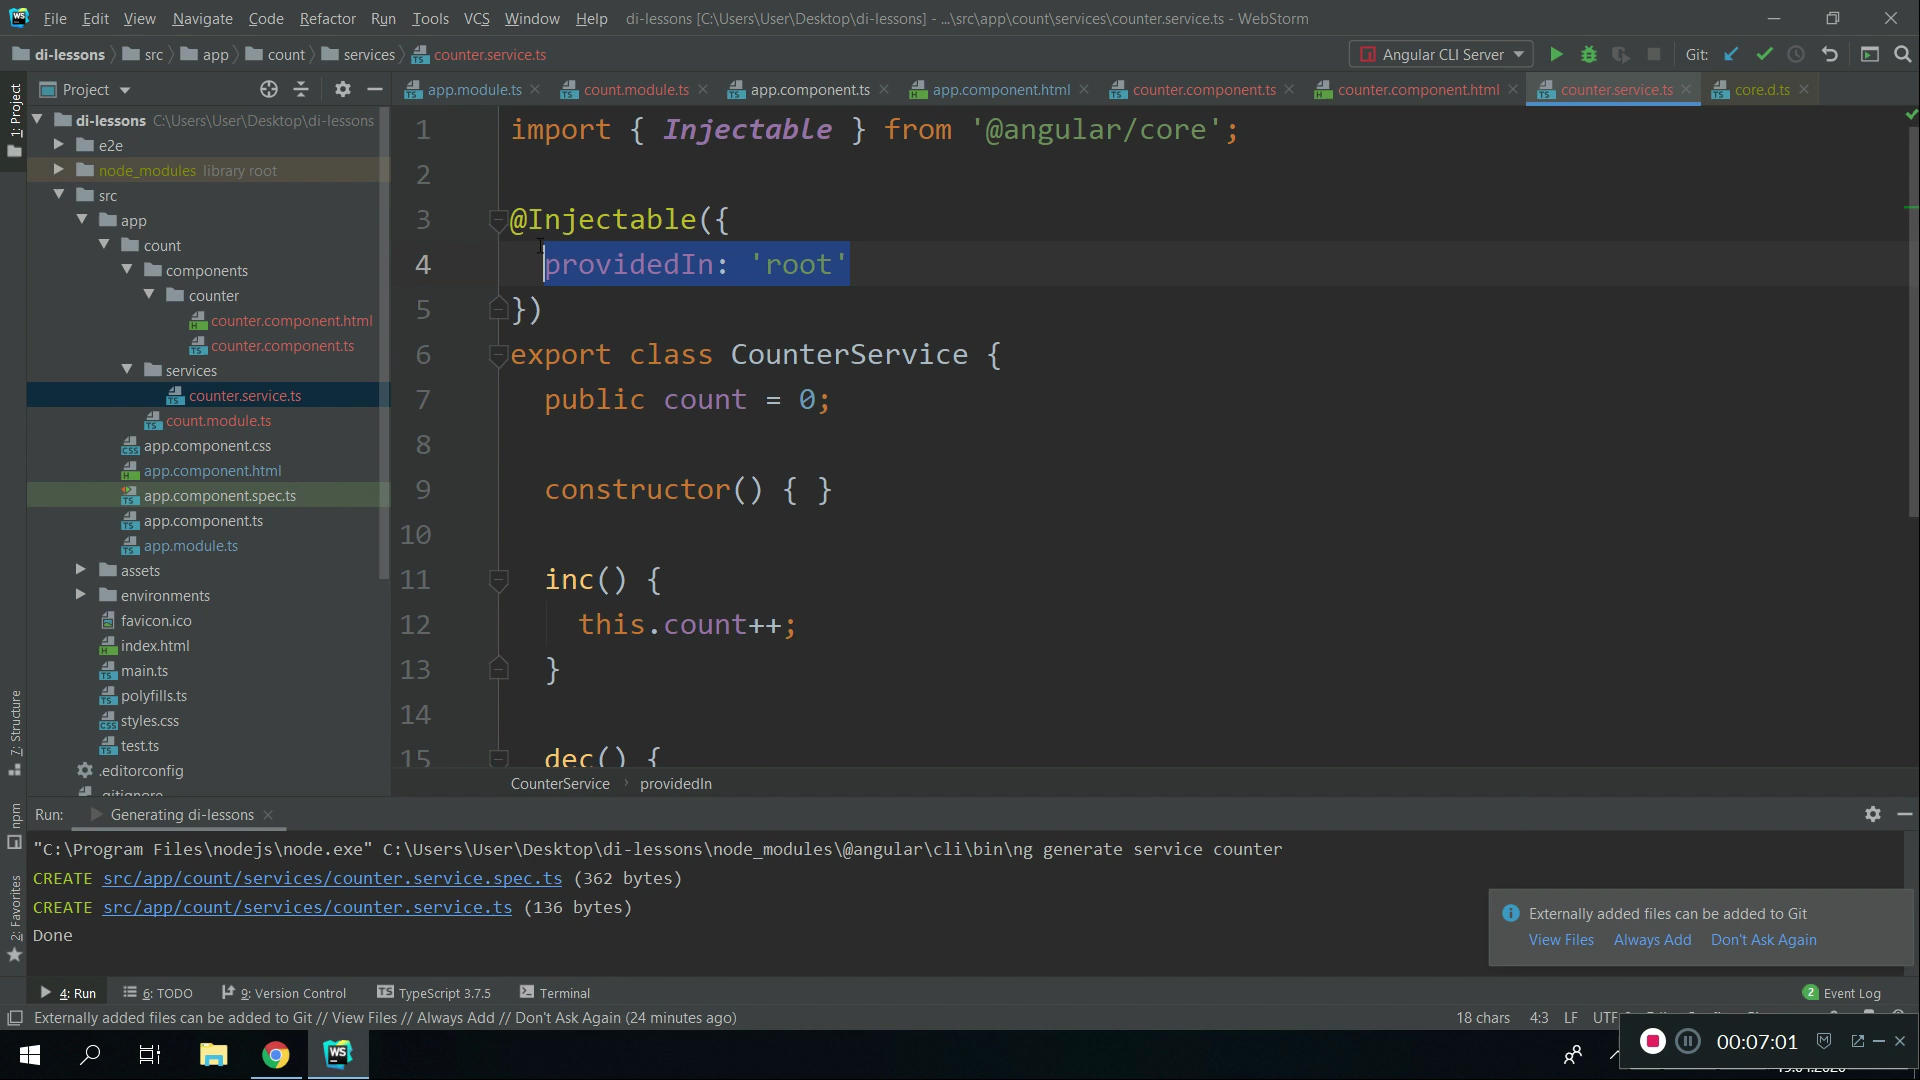 WS File Edit View Navigate Code Refactor Run Tools VCS Window Help di-lessons [C:\Users\User\Desktop\di-lessons] - ...\src\app\count\services\counter.service.ts - WebStorm
di-lessons src app count services counter.service.ts Angular CLI Server Git:
1: Project
Project
app.module.ts count.module.ts app.component.ts app.component.html counter.component.ts counter.component.html counter.service.ts core.d.ts
di-lessons C:\Users\User\Desktop\di-lessons
e2e
node_modules library root
src
app
count
components
counter
counter.component.html
counter.component.ts
services
counter.service.ts
count.module.ts
app.component.css
app.component.html
app.component.spec.ts
app.component.ts
app.module.ts
assets
environments
favicon.ico
index.html
main.ts
polyfills.ts
styles.css
test.ts
.editorconfig
.gitignore
1 import { Injectable } from '@angular/core';
2
3 @Injectable({
4 providedIn: 'root'
5 })
6 export class CounterService {
7 public count = 0;
8
9 constructor() { }
10
11 inc() {
12 this.count++;
13 }
14
15 dec() {
CounterService providedIn
7: Structure
npm
2: Favorites
Run: Generating di-lessons
"C:\Program Files\nodejs\node.exe" C:\Users\User\Desktop\di-lessons\node_modules\@angular\cli\bin\ng generate service counter
CREATE src/app/count/services/counter.service.spec.ts (362 bytes)
CREATE src/app/count/services/counter.service.ts (136 bytes)
Done
Externally added files can be added to Git
View Files Always Add Don't Ask Again
4: Run 6: TODO 9: Version Control TypeScript 3.7.5 Terminal 2 Event Log
Externally added files can be added to Git // View Files // Always Add // Don't Ask Again (24 minutes ago) 18 chars 4:3 LF
WS 00:07:01